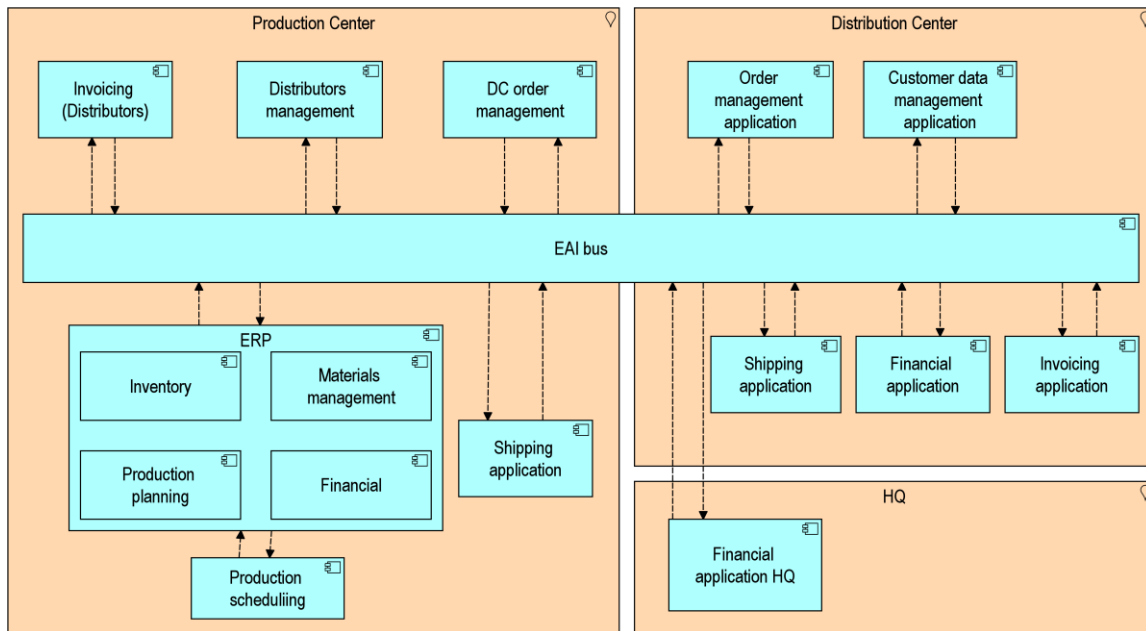 Production Center
Invoicing
(Distributors)
Distributors
management
DC order
management
Distribution Center
Order
management
application
Customer data
management
application
EAI bus
ERP
Inventory
Materials
management
Production
planning
Financial
Shipping
application
Production
scheduliing
Shipping
application
Financial
application
Invoicing
application
HQ
Financial
application HQ